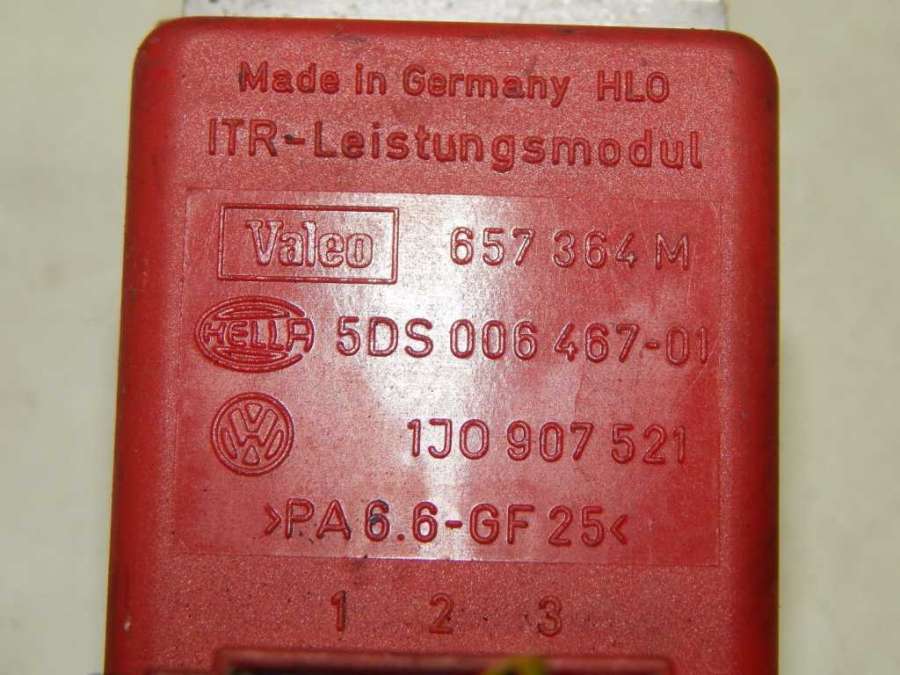 Made in Germany HLO
ITR-Leistungsmodul
Valeo 657 364 M
HELLA 5DS 006 467-01
VW 1J0 907 521
>PA 6.6-GF 25<
1 2 3